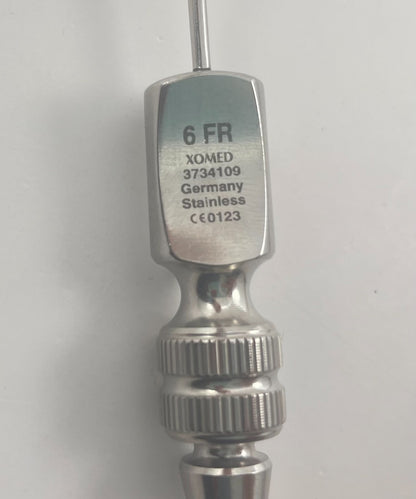 6 FR
XOMED
3734109
Germany
Stainless
CE0123